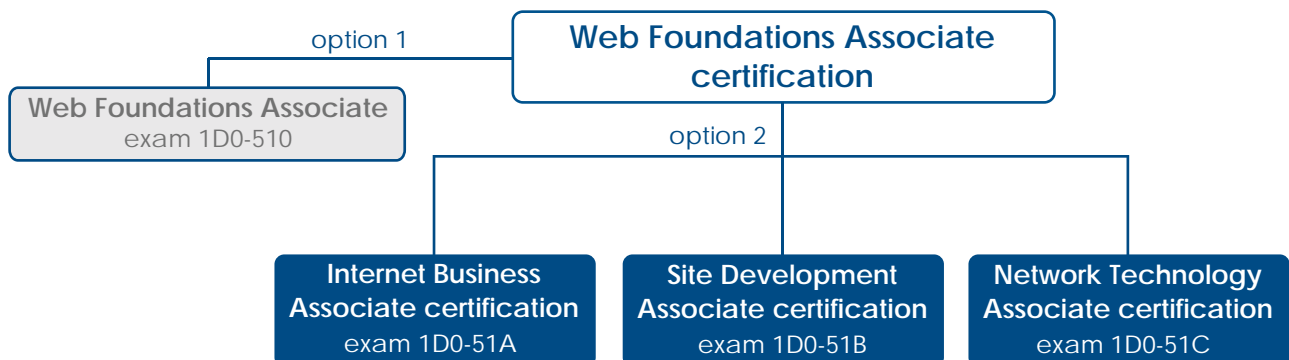 option 1
Web Foundations Associate
certification
Web Foundations Associate
exam 1D0-510
option 2
Internet Business
Associate certification
exam 1D0-51A
Site Development
Associate certification
exam 1D0-51B
Network Technology
Associate certification
exam 1D0-51C